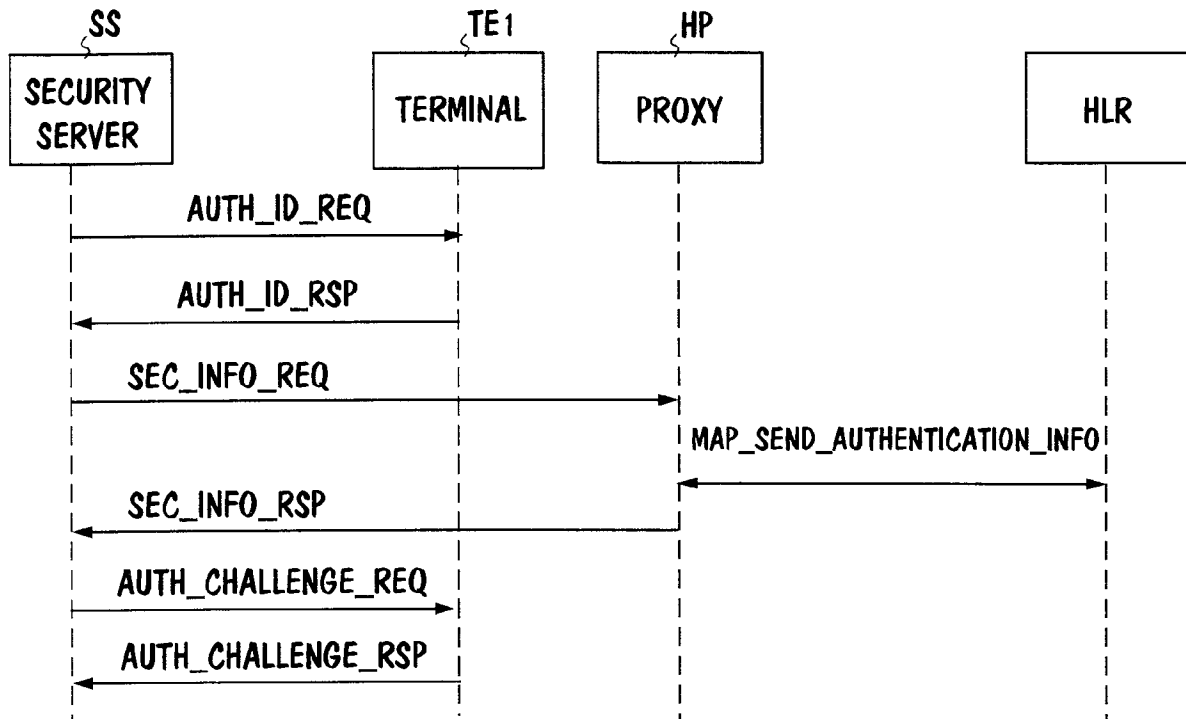 SS
TE1
HP
SECURITY
SERVER
TERMINAL
PROXY
HLR
AUTH_ID_REQ
AUTH_ID_RSP
SEC_INFO_REQ
MAP_SEND_AUTHENTICATION_INFO
SEC_INFO_RSP
AUTH_CHALLENGE_REQ
AUTH_CHALLENGE_RSP